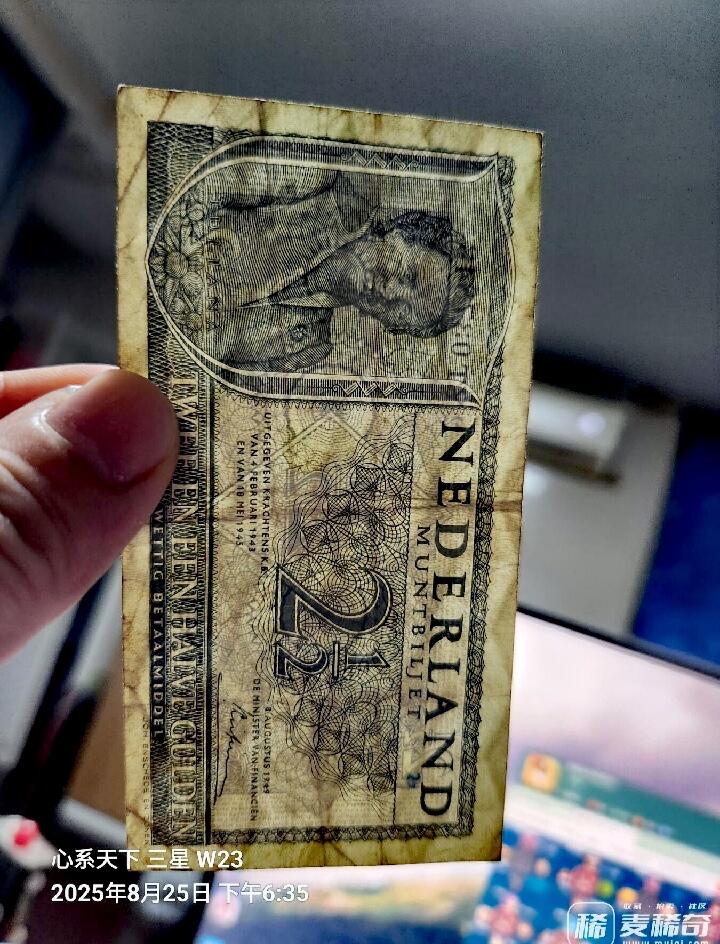 NEDERLAND
MUNTBILJET
2 1/2
UITGEGEVEN KRACHTENS K.B.
VAN 4 FEBRUARI 1943
EN VAN 18 MEI 1945
8 AUGUSTUS 1949
DE MINISTER VAN FINANCIEN
TWEE EN EEN HALVE GULDEN
WETTIG BETAALMIDDEL
心系天下 三星 W23
2025年8月25日 下午6:35
稀
麦稀奇